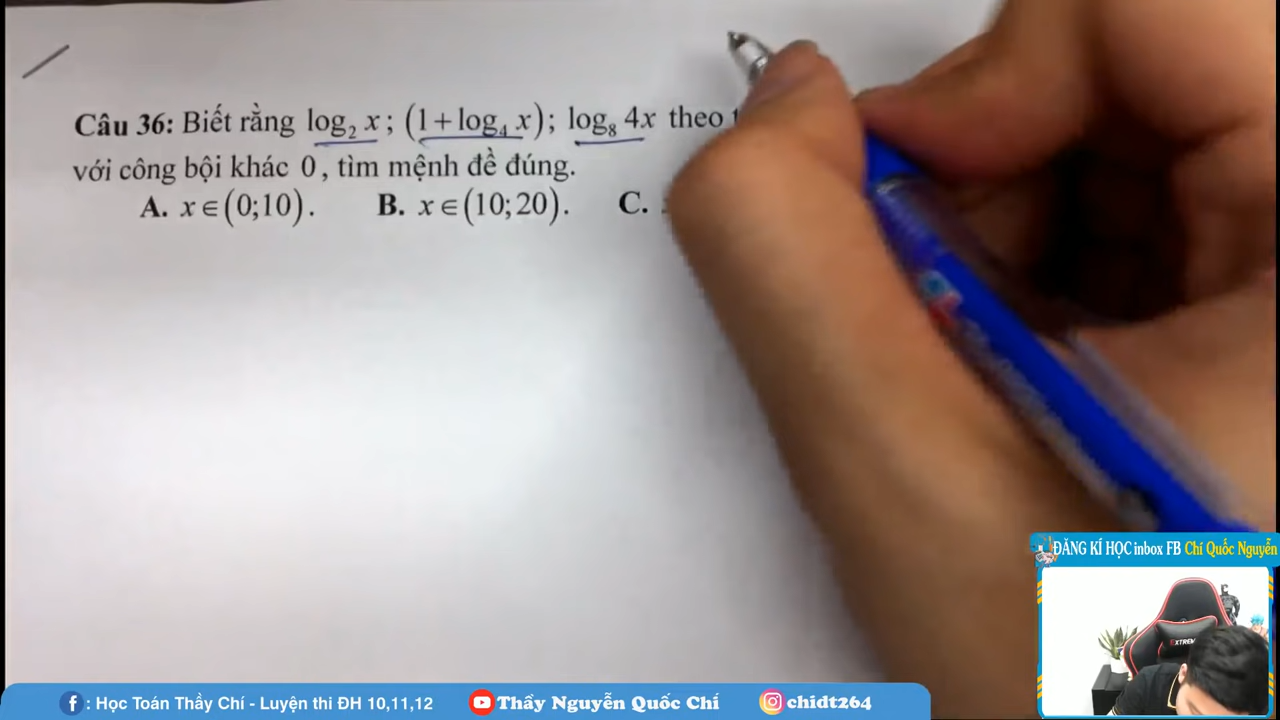 Câu 36: Biết rằng log₂ x ; (1 + log₄ x); log₈ 4x theo
với công bội khác 0, tìm mệnh đề đúng.
A. x ∈ (0;10). B. x ∈ (10;20). C.
ĐĂNG KÍ HỌC inbox FB Chí Quốc Nguyễn
EXTREME
: Học Toán Thầy Chí - Luyện thi ĐH 10,11,12
Thầy Nguyễn Quốc Chí
chidt264